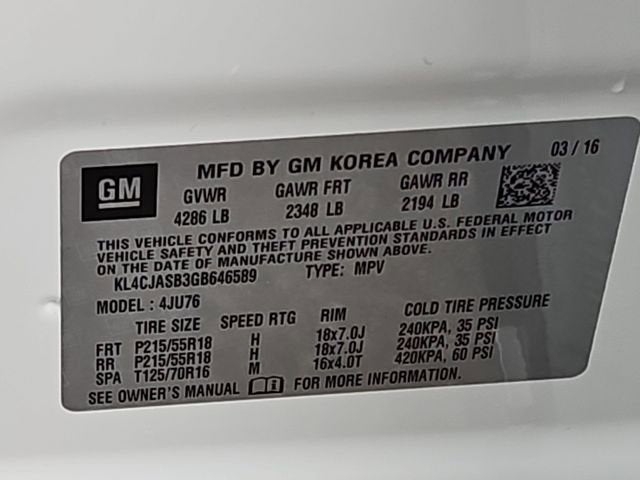 GM MFD BY GM KOREA COMPANY 03 / 16
GVWR GAWR FRT GAWR RR
4286 LB 2348 LB 2194 LB
THIS VEHICLE CONFORMS TO ALL APPLICABLE U.S. FEDERAL MOTOR
VEHICLE SAFETY AND THEFT PREVENTION STANDARDS IN EFFECT
ON THE DATE OF MANUFACTURE SHOWN ABOVE.
KL4CJASB3GB646589 TYPE: MPV
MODEL : 4JU76
TIRE SIZE SPEED RTG RIM COLD TIRE PRESSURE
FRT P215/55R18 H 18x7.0J 240KPA, 35 PSI
RR P215/55R18 H 18x7.0J 240KPA, 35 PSI
SPA T125/70R16 M 16x4.0T 420KPA, 60 PSI
SEE OWNER'S MANUAL FOR MORE INFORMATION.